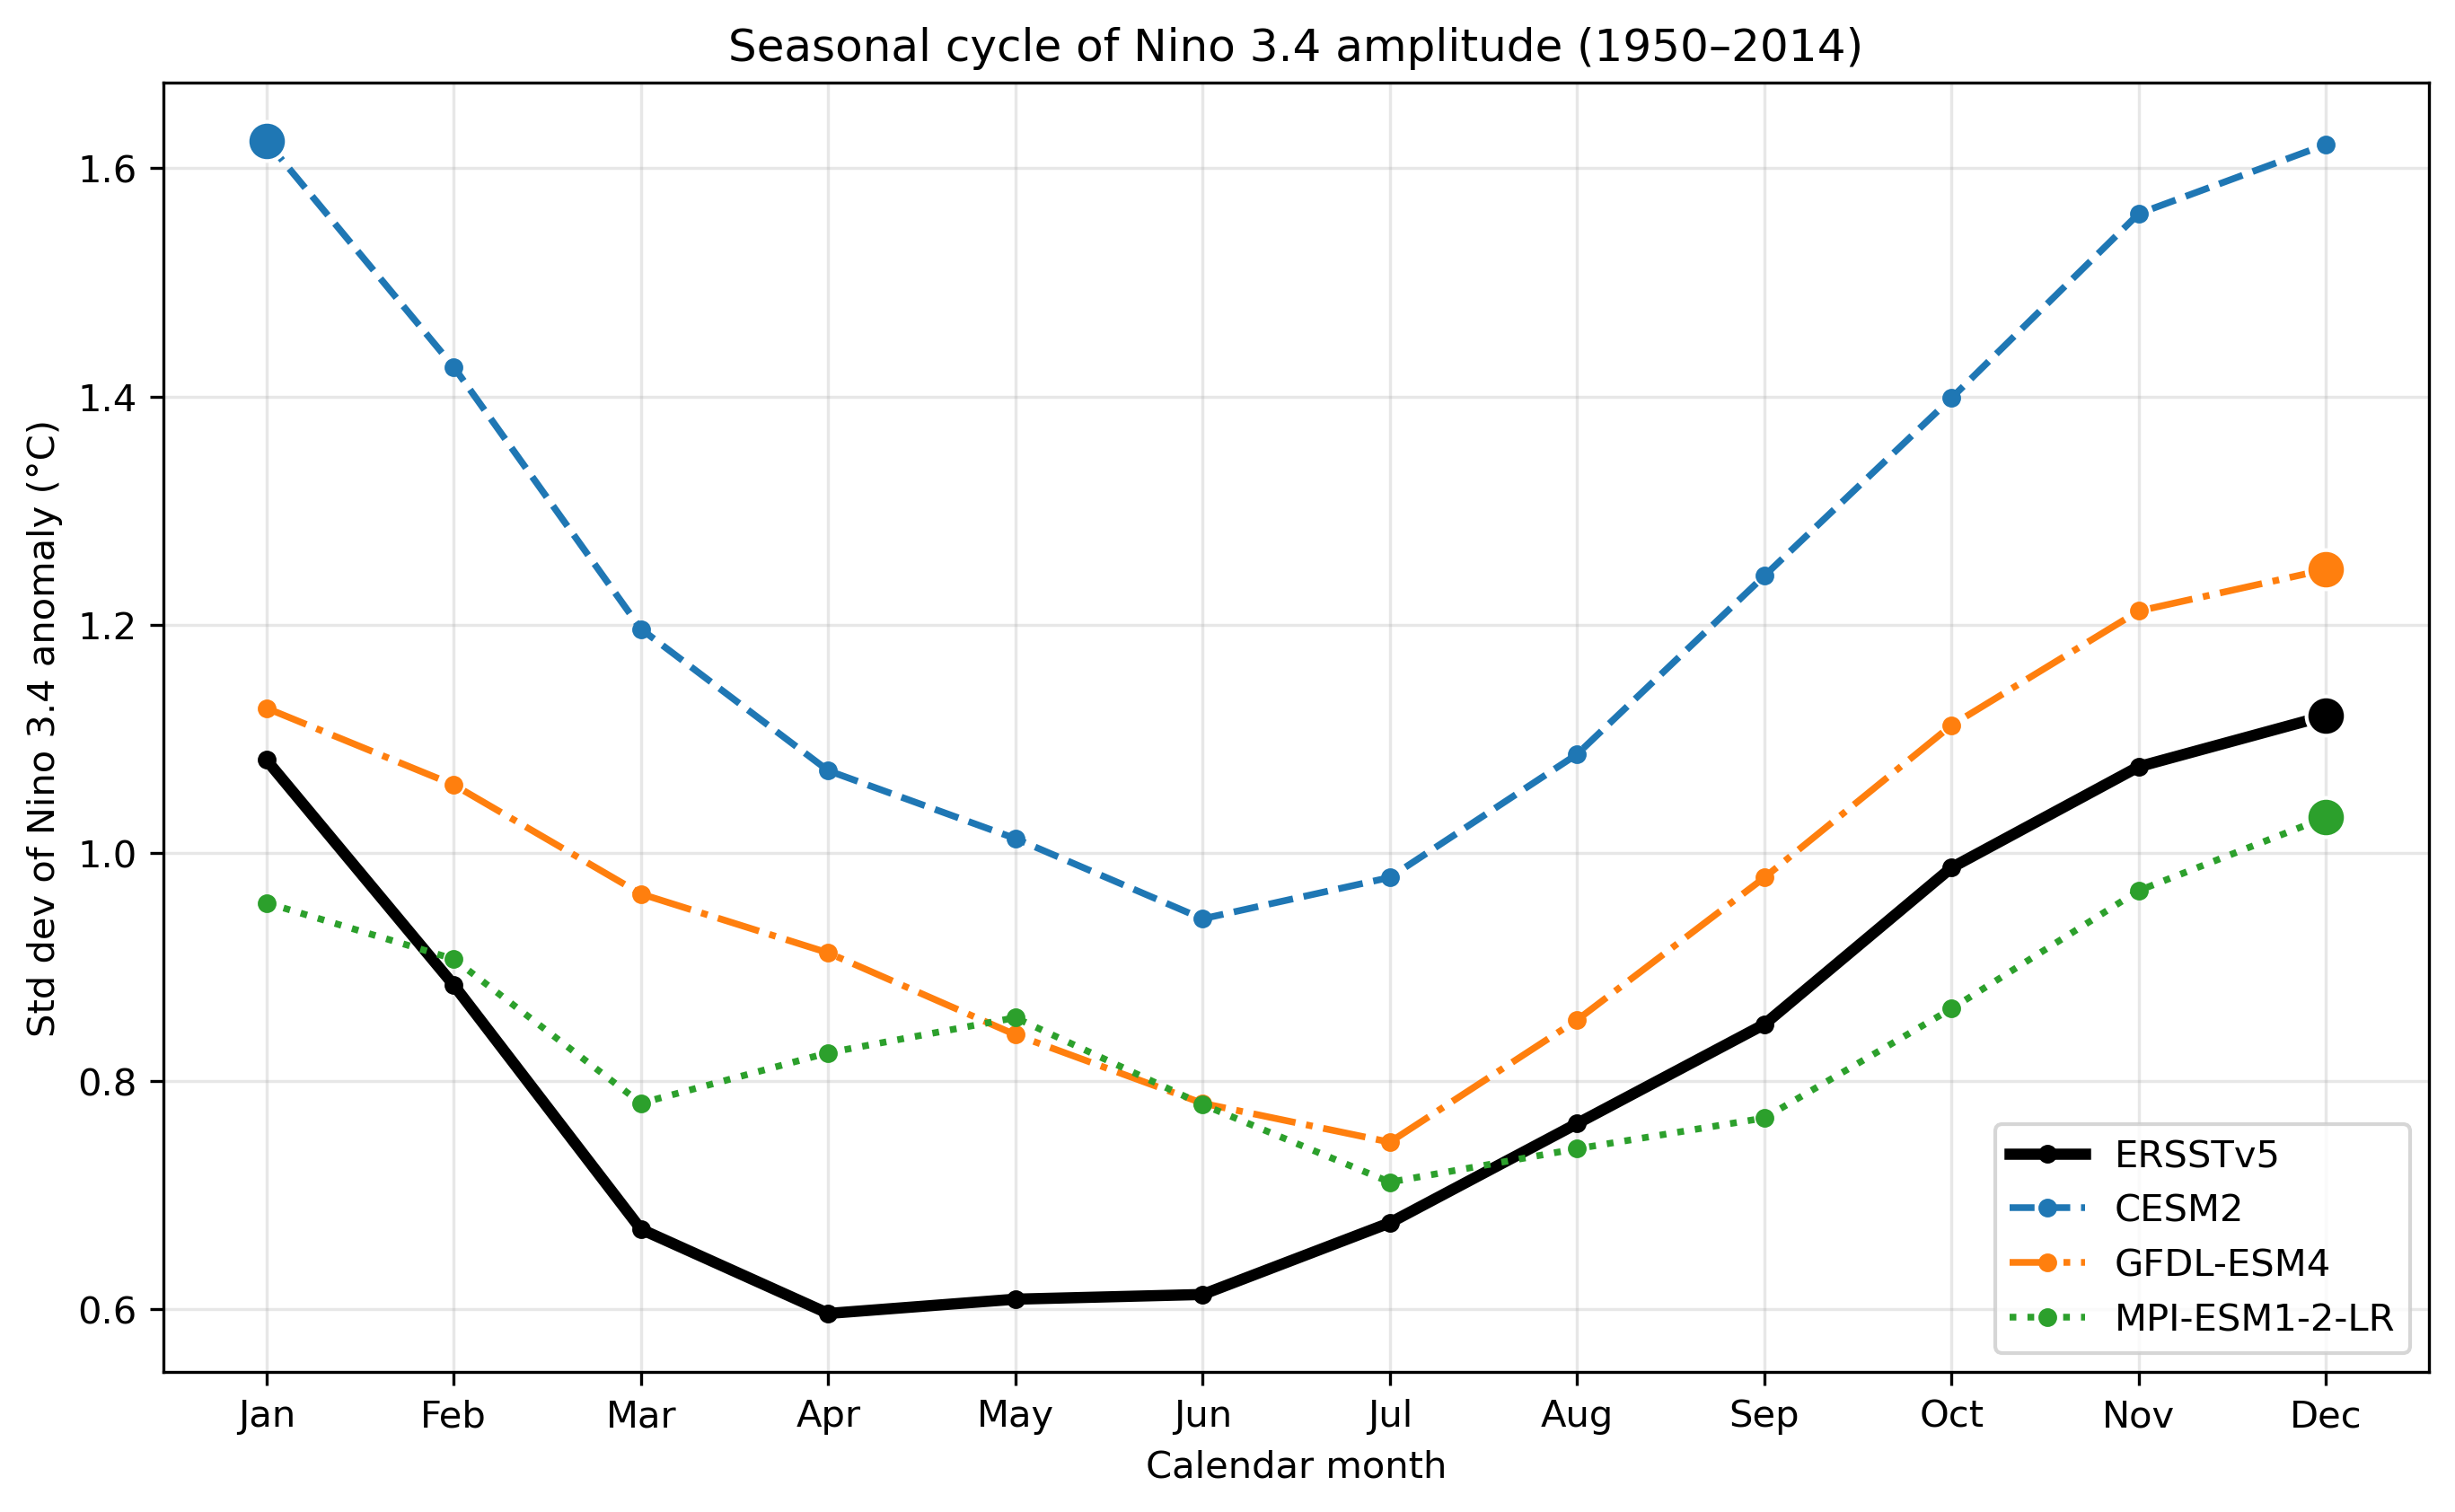 Seasonal cycle of Nino 3.4 amplitude (1950–2014)
Std dev of Nino 3.4 anomaly (°C)
1.6
1.4
1.2
1.0
0.8
0.6
ERSSTv5
CESM2
GFDL-ESM4
MPI-ESM1-2-LR
Jan Feb Mar Apr May Jun Jul Aug Sep Oct Nov Dec
Calendar month